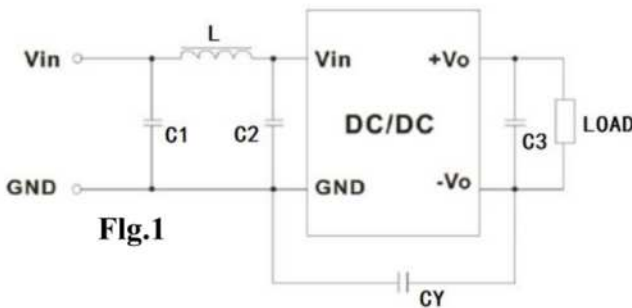 L
Vin
Vin
+Vo
C1
C2
DC/DC
C3
LOAD
GND
GND
-Vo
Flg.1
CY